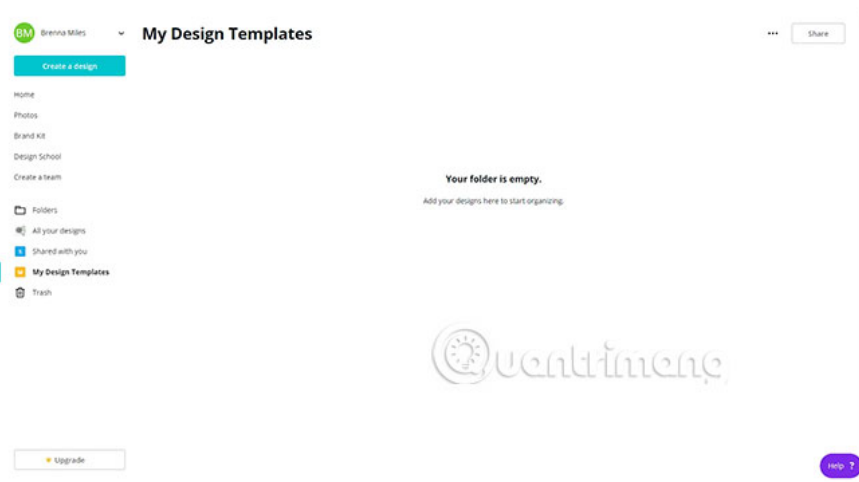 BM Brenna Miles
My Design Templates
... Share
Create a design
Home
Photos
Brand Kit
Design School
Create a team
Your folder is empty.
Add your designs here to start organizing.
Folders
All your designs
S Shared with you
M My Design Templates
Trash
Quantrimang
Upgrade
Help ?